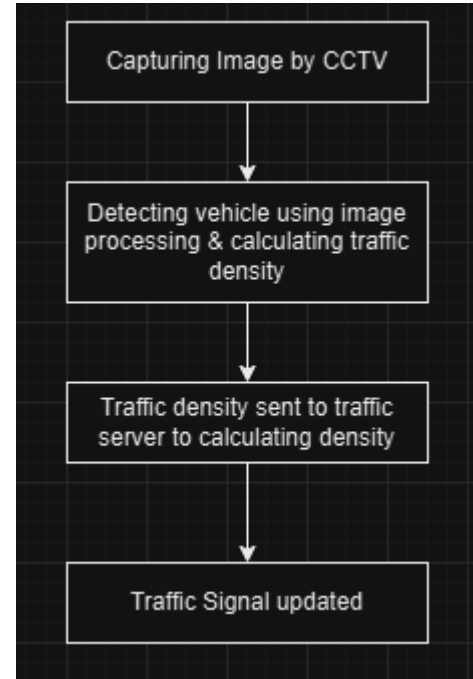 Capturing Image by CCTV
Detecting vehicle using image
processing & calculating traffic
density
Traffic density sent to traffic
server to calculating density
Traffic Signal updated